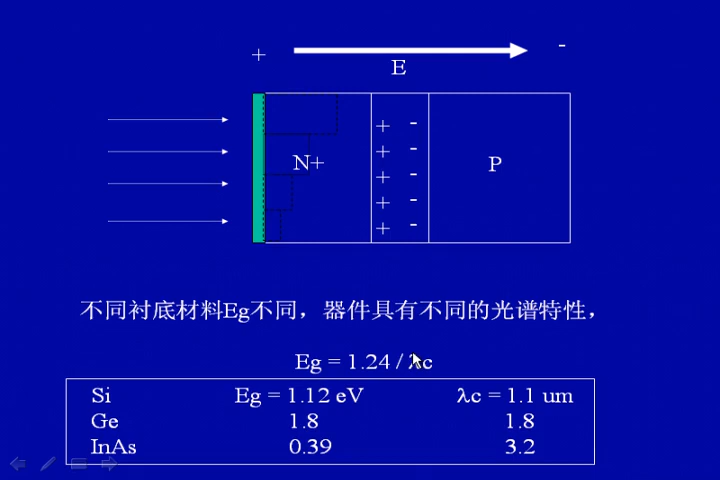 + -
E
+ -
+ -
N+ + - P
+ -
+ -
不同衬底材料Eg不同，器件具有不同的光谱特性，
Eg = 1.24 / λc
Si Eg = 1.12 eV λc = 1.1 um
Ge 1.8 1.8
InAs 0.39 3.2